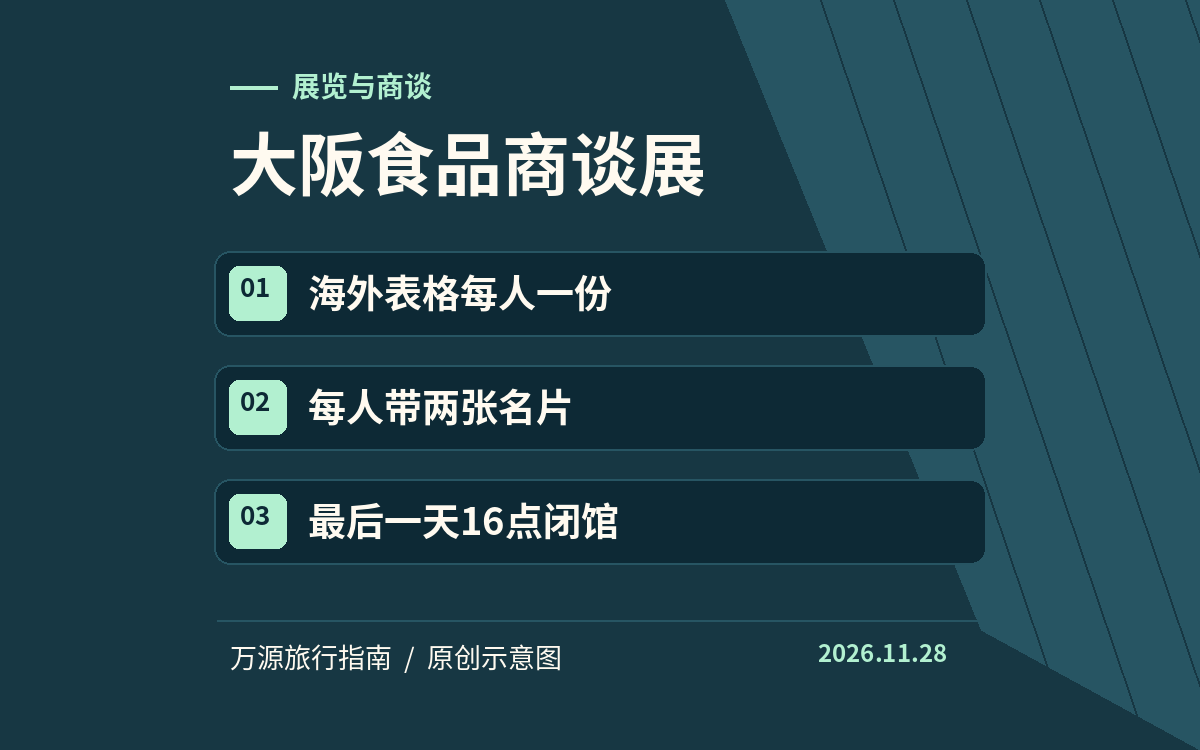 展览与商谈
大阪食品商谈展
01 海外表格每人一份
02 每人带两张名片
03 最后一天16点闭馆
万源旅行指南 / 原创示意图
2026.11.28